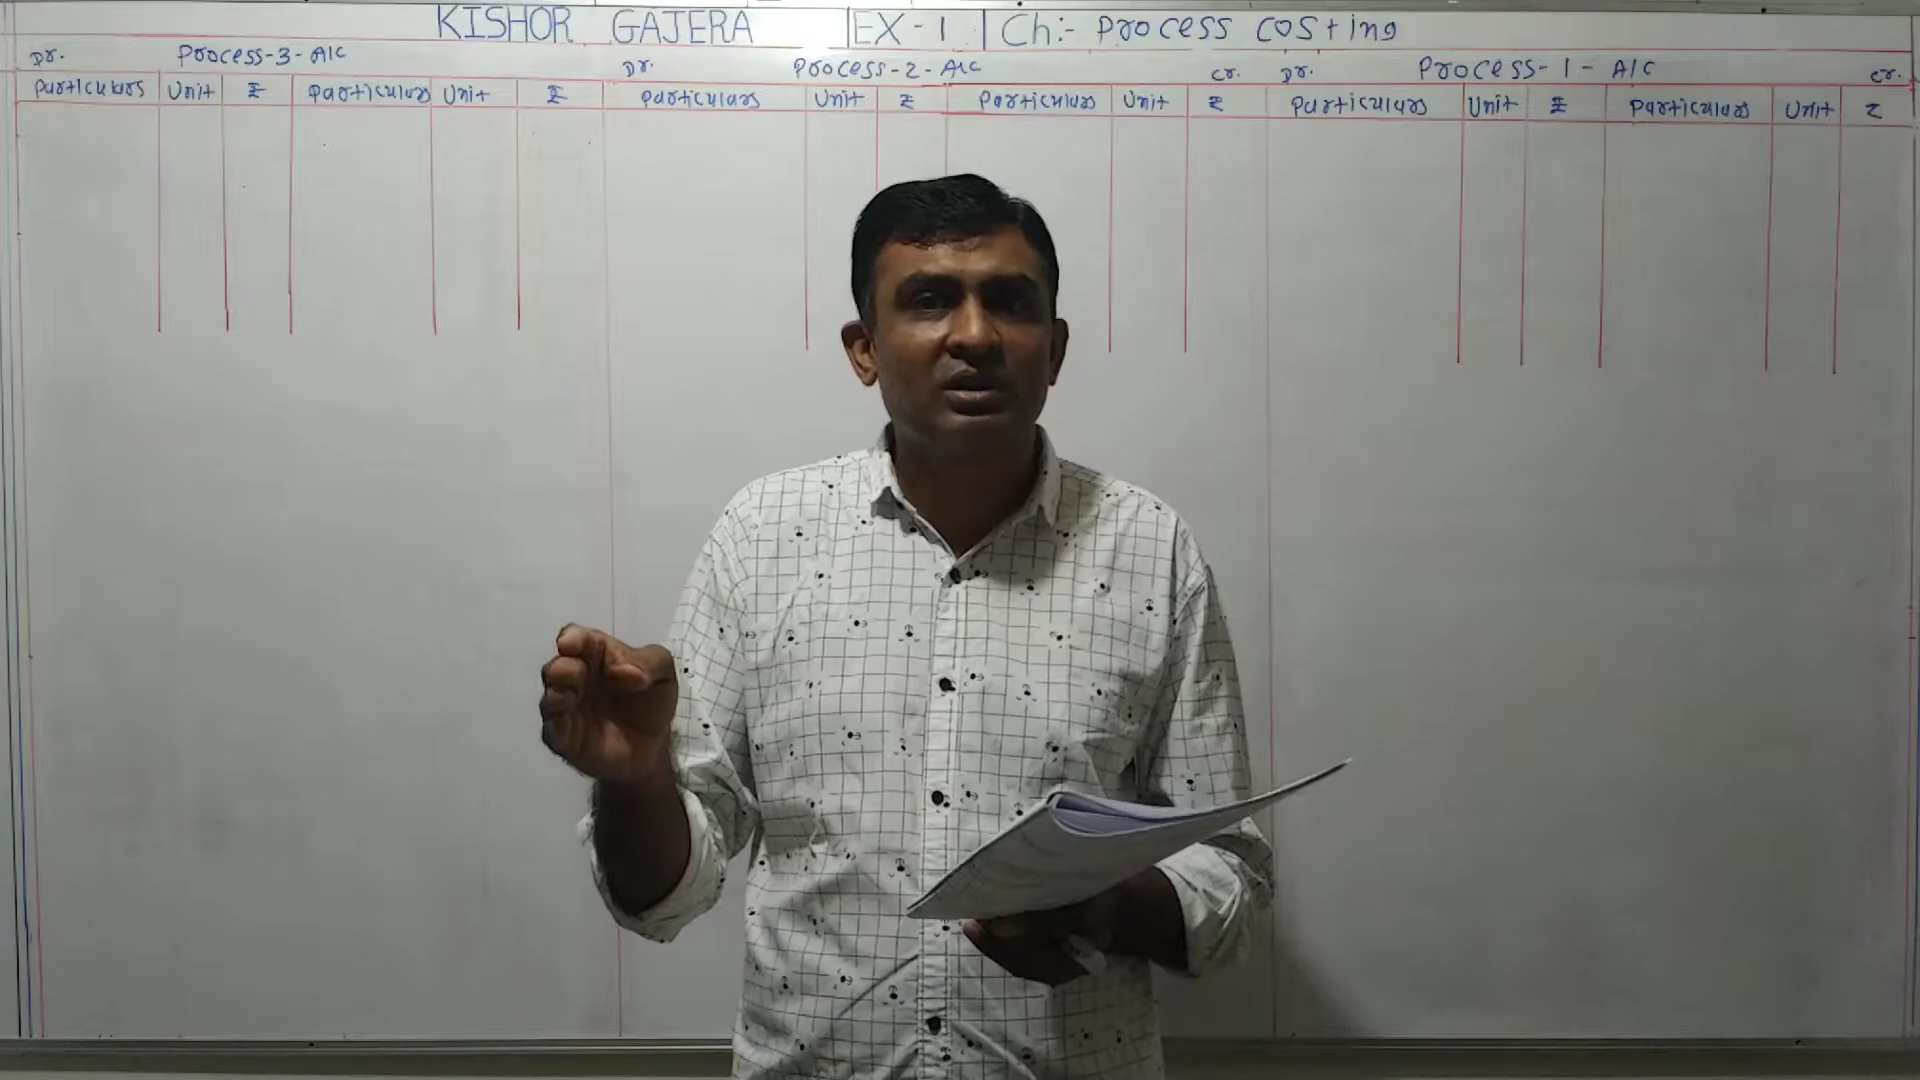 KISHOR GAJERA EX-1 Ch:- Process costing
Dr. Process-3-A/c
Particulars Unit ₹ Particulars Unit ₹
Dr. Process-2-A/c Cr.
Particulars Unit ₹ Particulars Unit ₹
Dr. Process-1-A/c Cr.
Particulars Unit ₹ Particulars Unit ₹